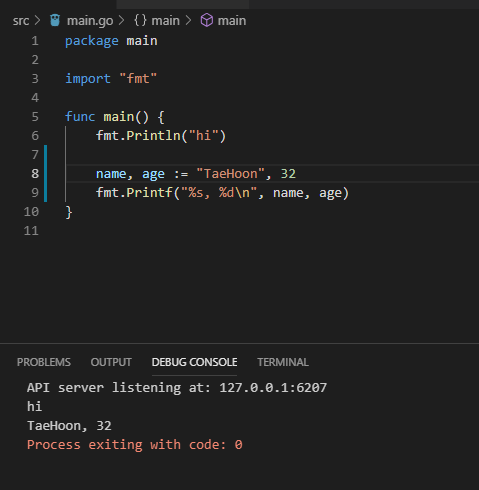 src > main.go > {} main > main
1 package main
2
3 import "fmt"
4
5 func main() {
6     fmt.Println("hi")
7
8     name, age := "TaeHoon", 32
9     fmt.Printf("%s, %d\n", name, age)
10 }
11
PROBLEMS OUTPUT DEBUG CONSOLE TERMINAL
API server listening at: 127.0.0.1:6207
hi
TaeHoon, 32
Process exiting with code: 0